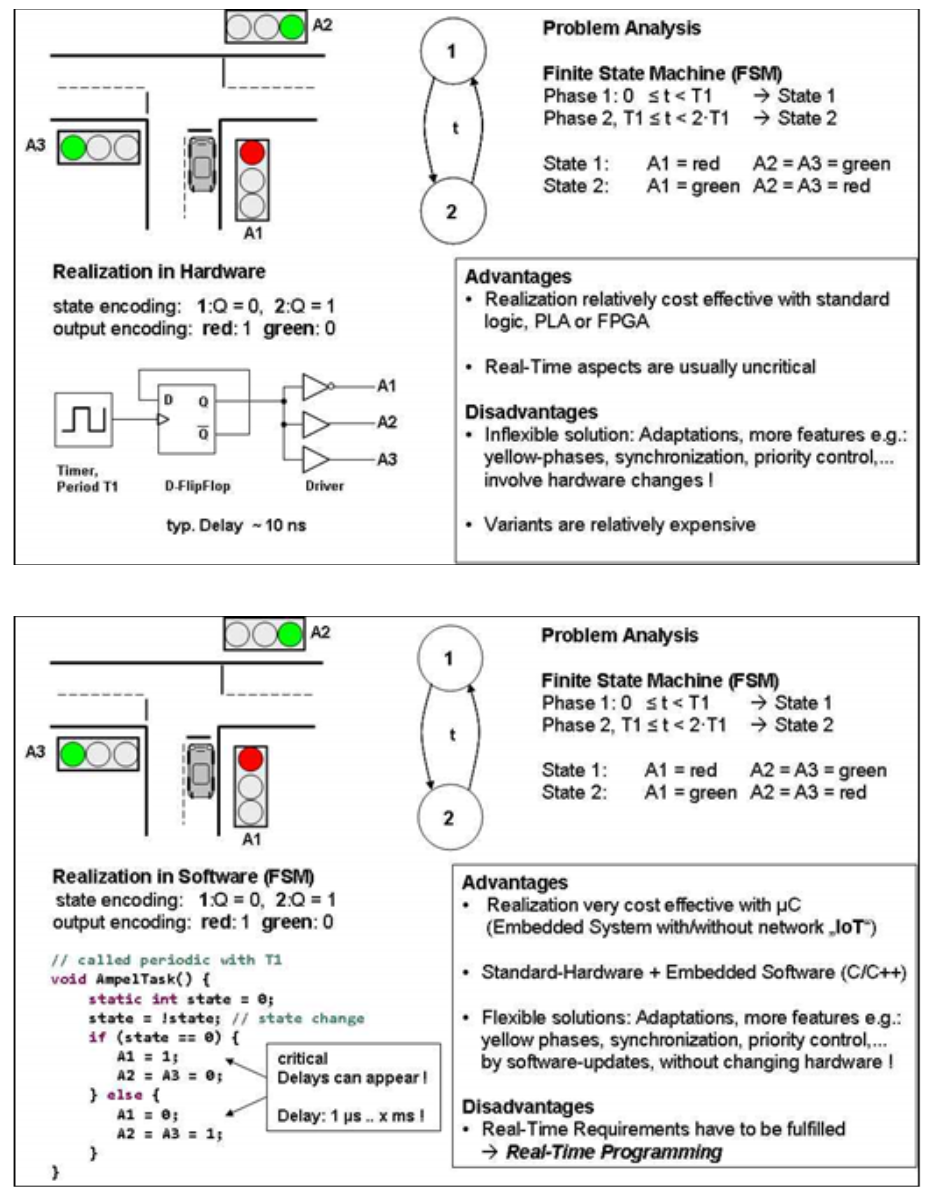 A2
A3
A1
1
t
2
Problem Analysis
Finite State Machine (FSM)
Phase 1: 0 ≤ t < T1 → State 1
Phase 2, T1 ≤ t < 2·T1 → State 2
State 1: A1 = red A2 = A3 = green
State 2: A1 = green A2 = A3 = red
Realization in Hardware
state encoding: 1:Q = 0, 2:Q = 1
output encoding: red: 1 green: 0
D Q
Q̅
A1
A2
A3
Timer,
Period T1
D-FlipFlop
Driver
typ. Delay ~ 10 ns
Advantages
• Realization relatively cost effective with standard
logic, PLA or FPGA
• Real-Time aspects are usually uncritical
Disadvantages
• Inflexible solution: Adaptations, more features e.g.:
yellow-phases, synchronization, priority control,...
involve hardware changes !
• Variants are relatively expensive
A2
A3
A1
1
t
2
Problem Analysis
Finite State Machine (FSM)
Phase 1: 0 ≤ t < T1 → State 1
Phase 2, T1 ≤ t < 2·T1 → State 2
State 1: A1 = red A2 = A3 = green
State 2: A1 = green A2 = A3 = red
Realization in Software (FSM)
state encoding: 1:Q = 0, 2:Q = 1
output encoding: red: 1 green: 0
// called periodic with T1
void AmpelTask() {
static int state = 0;
state = !state; // state change
if (state == 0) {
A1 = 1;
A2 = A3 = 0;
} else {
A1 = 0;
A2 = A3 = 1;
}
}
critical
Delays can appear !
Delay: 1 µs .. x ms !
Advantages
• Realization very cost effective with µC
(Embedded System with/without network „IoT“)
• Standard-Hardware + Embedded Software (C/C++)
• Flexible solutions: Adaptations, more features e.g.:
yellow phases, synchronization, priority control,...
by software-updates, without changing hardware !
Disadvantages
• Real-Time Requirements have to be fulfilled
→ Real-Time Programming